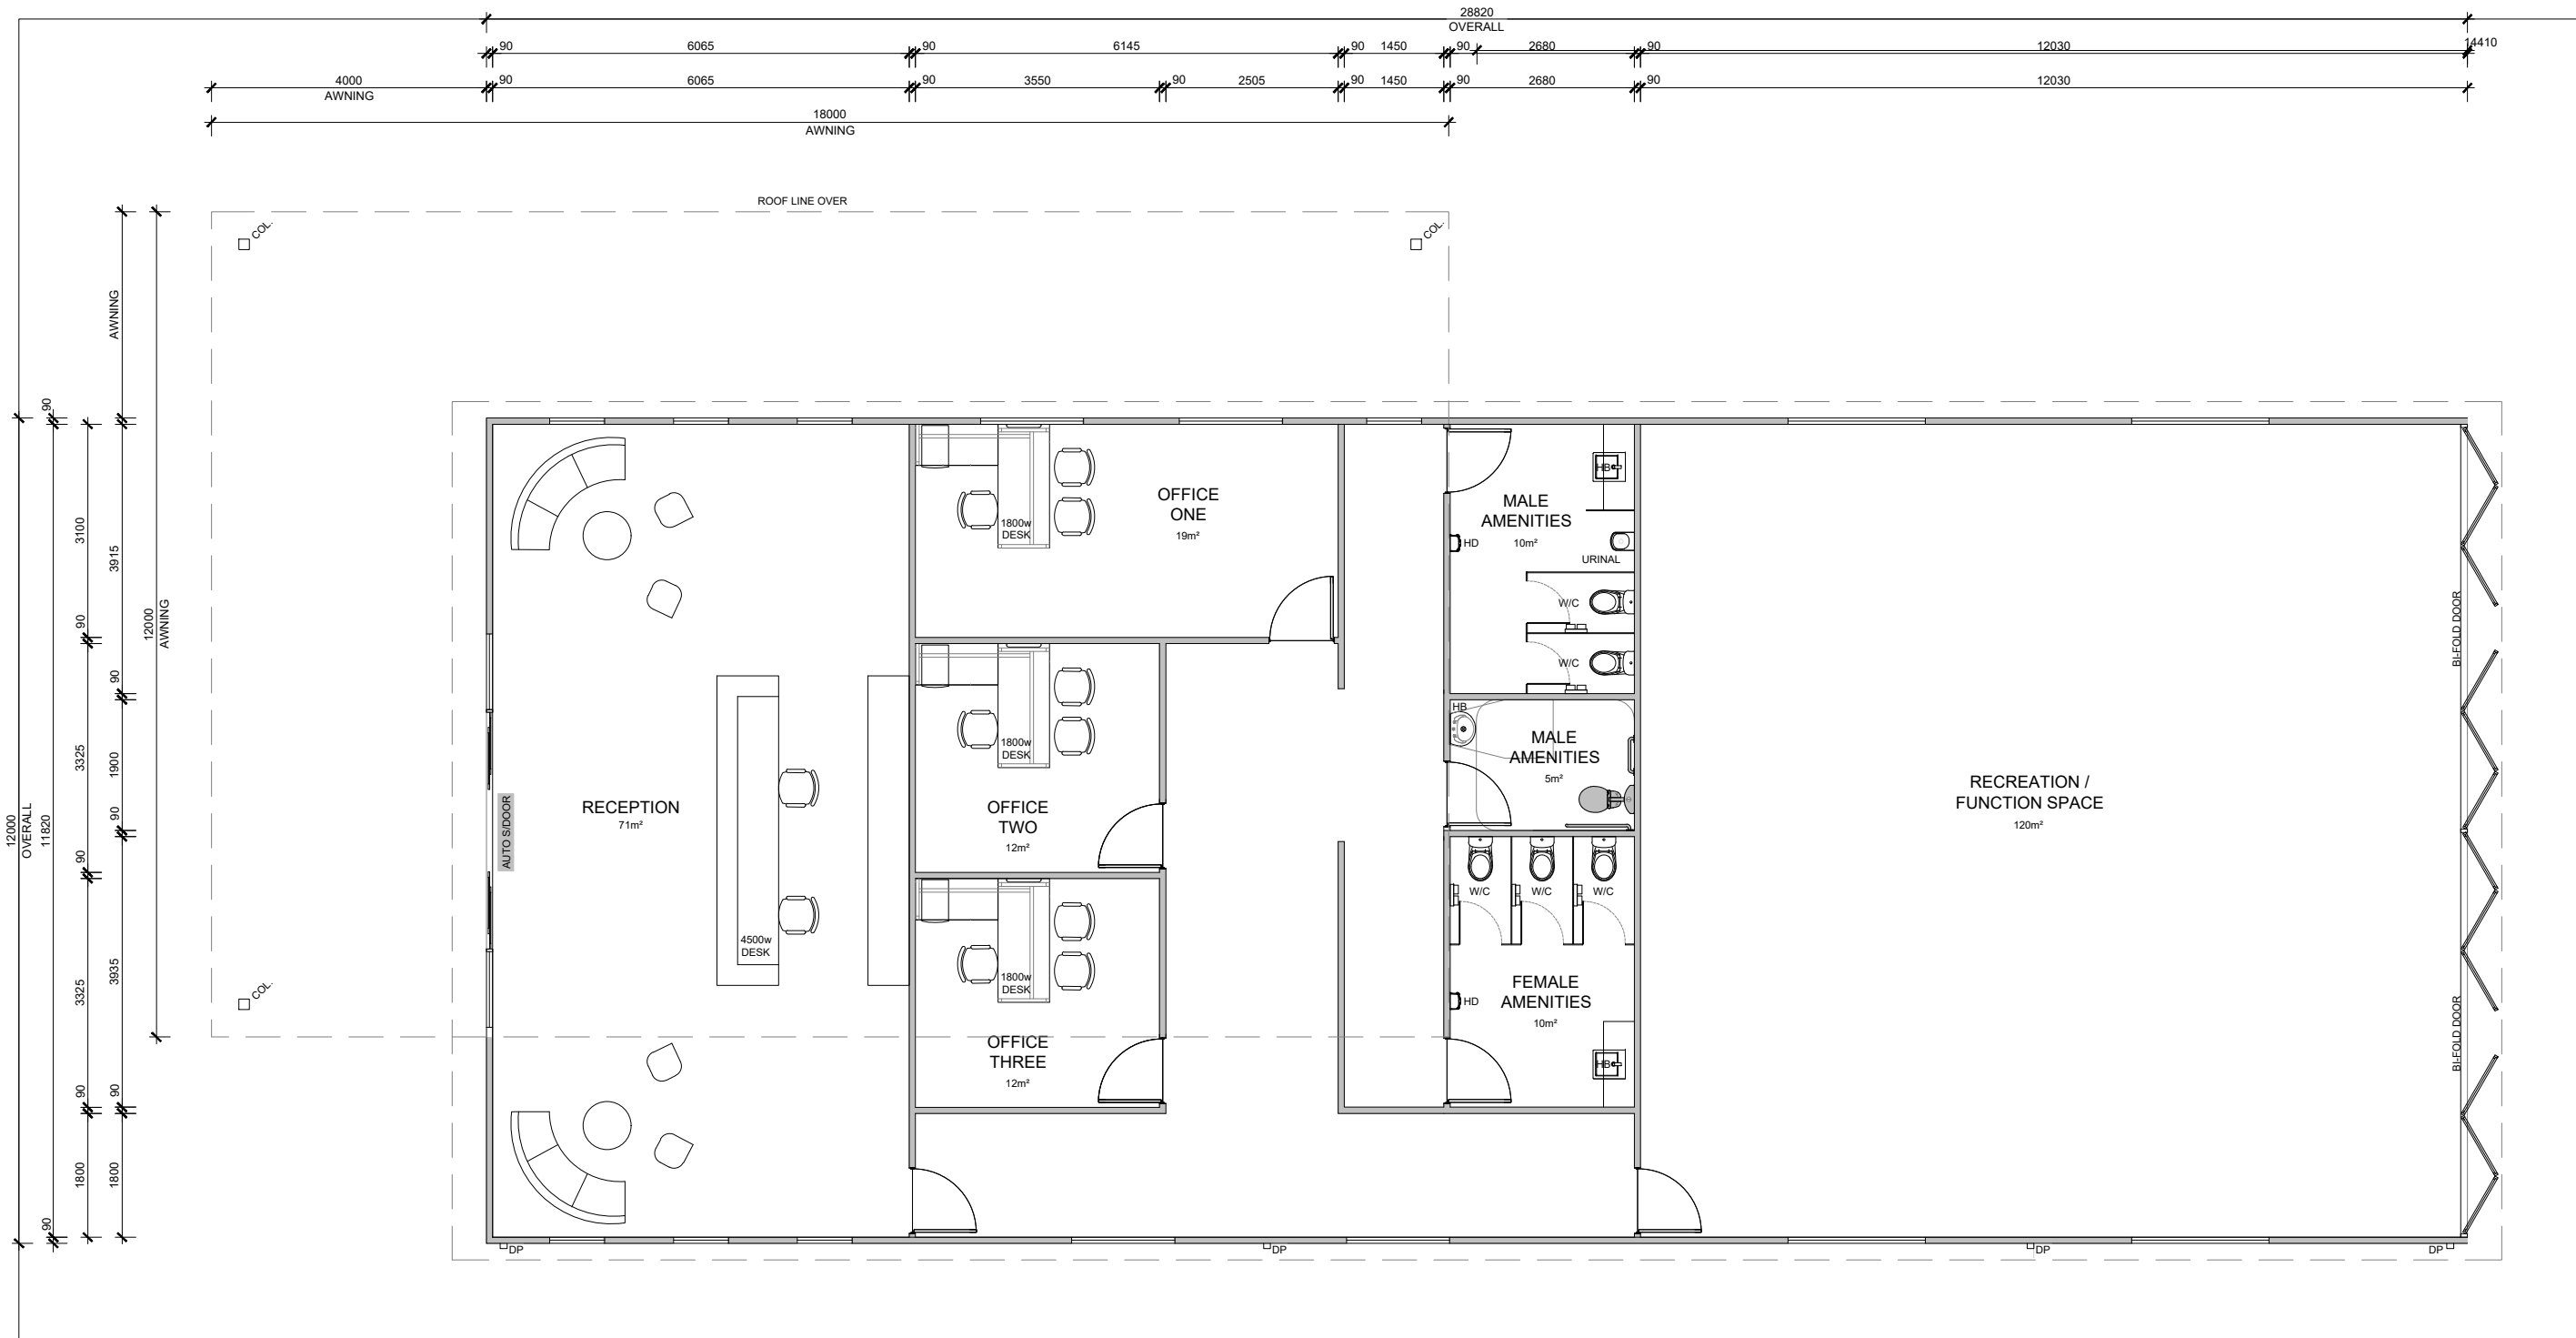 28820
OVERALL
90
6065
90
6145
90
1450
90
2680
90
12030
14410
4000
AWNING
90
6065
90
3550
90
2505
90
1450
90
2680
90
12030
18000
AWNING
ROOF LINE OVER
COL.
COL.
COL.
12000
OVERALL
90
11820
90
3100
90
3325
90
3325
90
1800
AWNING
3915
90
1900
90
3935
90
1800
12000
AWNING
AUTO S/DOOR
RECEPTION
71m²
4500w
DESK
OFFICE
ONE
19m²
1800w
DESK
OFFICE
TWO
12m²
1800w
DESK
OFFICE
THREE
12m²
1800w
DESK
MALE
AMENITIES
10m²
HB
HD
URINAL
W/C
W/C
HB
MALE
AMENITIES
5m²
W/C
W/C
W/C
FEMALE
AMENITIES
10m²
HD
HB
RECREATION /
FUNCTION SPACE
120m²
BI-FOLD DOOR
BI-FOLD DOOR
DP
DP
DP
DP